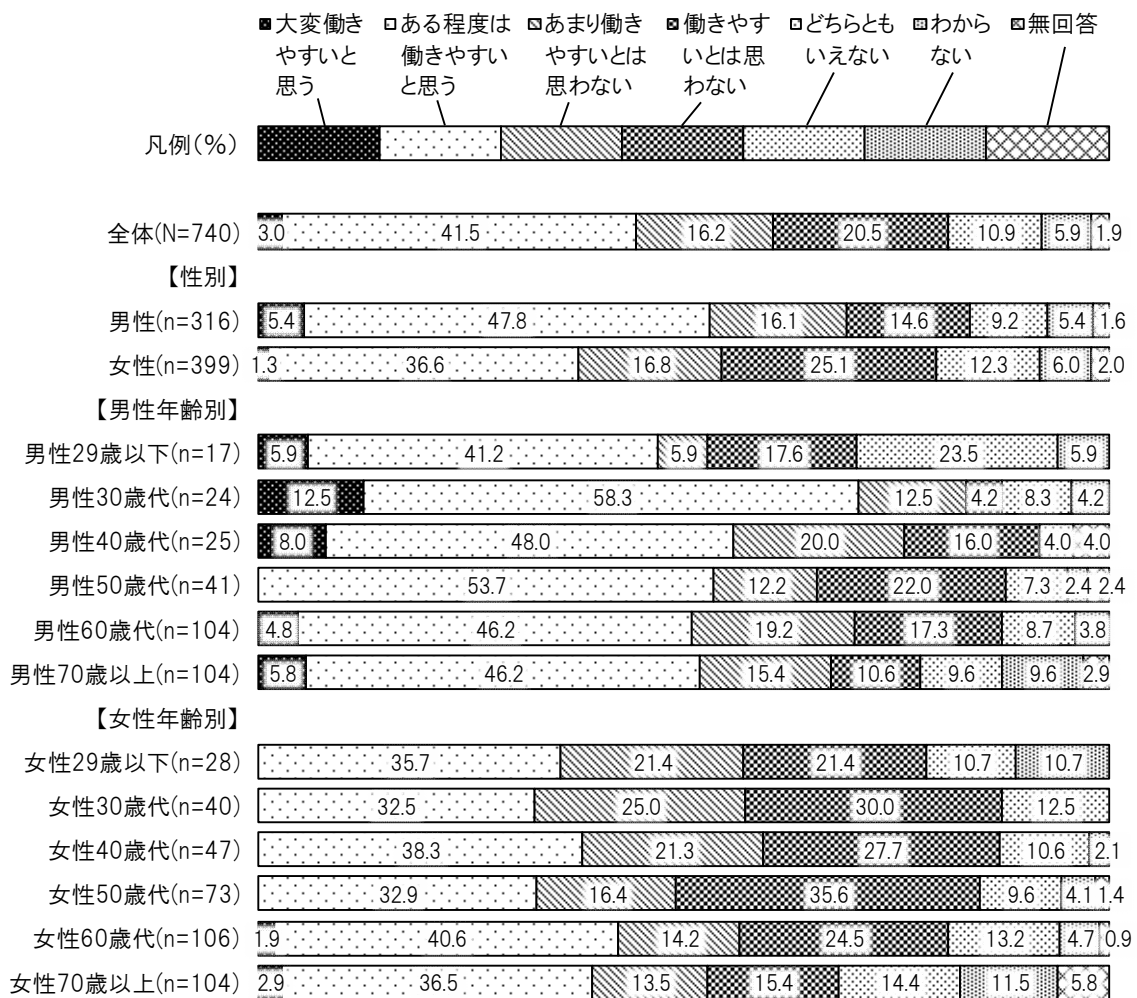 ■大変働きやすいと思う □ある程度は働きやすいと思う □あまり働きやすいとは思わない ■働きやすいとは思わない □どちらともいえない □わからない □無回答
凡例(%)
全体(N=740) 3.0 41.5 16.2 20.5 10.9 5.9 1.9
【性別】
男性(n=316) 5.4 47.8 16.1 14.6 9.2 5.4 1.6
女性(n=399) 1.3 36.6 16.8 25.1 12.3 6.0 2.0
【男性年齢別】
男性29歳以下(n=17) 5.9 41.2 5.9 17.6 23.5 5.9
男性30歳代(n=24) 12.5 58.3 12.5 4.2 8.3 4.2
男性40歳代(n=25) 8.0 48.0 20.0 16.0 4.0 4.0
男性50歳代(n=41) 53.7 12.2 22.0 7.3 2.4 2.4
男性60歳代(n=104) 4.8 46.2 19.2 17.3 8.7 3.8
男性70歳以上(n=104) 5.8 46.2 15.4 10.6 9.6 9.6 2.9
【女性年齢別】
女性29歳以下(n=28) 35.7 21.4 21.4 10.7 10.7
女性30歳代(n=40) 32.5 25.0 30.0 12.5
女性40歳代(n=47) 38.3 21.3 27.7 10.6 2.1
女性50歳代(n=73) 32.9 16.4 35.6 9.6 4.1 1.4
女性60歳代(n=106) 1.9 40.6 14.2 24.5 13.2 4.7 0.9
女性70歳以上(n=104) 2.9 36.5 13.5 15.4 14.4 11.5 5.8